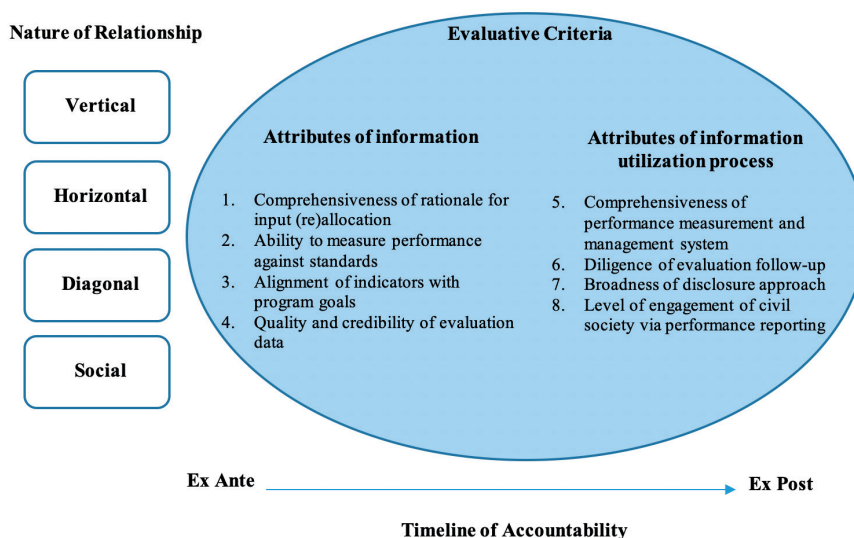 Nature of Relationship
Vertical
Horizontal
Diagonal
Social
Evaluative Criteria
Attributes of information
1. Comprehensiveness of rationale for
input (re)allocation
2. Ability to measure performance
against standards
3. Alignment of indicators with
program goals
4. Quality and credibility of evaluation
data
Attributes of information
utilization process
5. Comprehensiveness of
performance measurement and
management system
6. Diligence of evaluation follow-up
7. Broadness of disclosure approach
8. Level of engagement of civil
society via performance reporting
Ex Ante
Ex Post
Timeline of Accountability